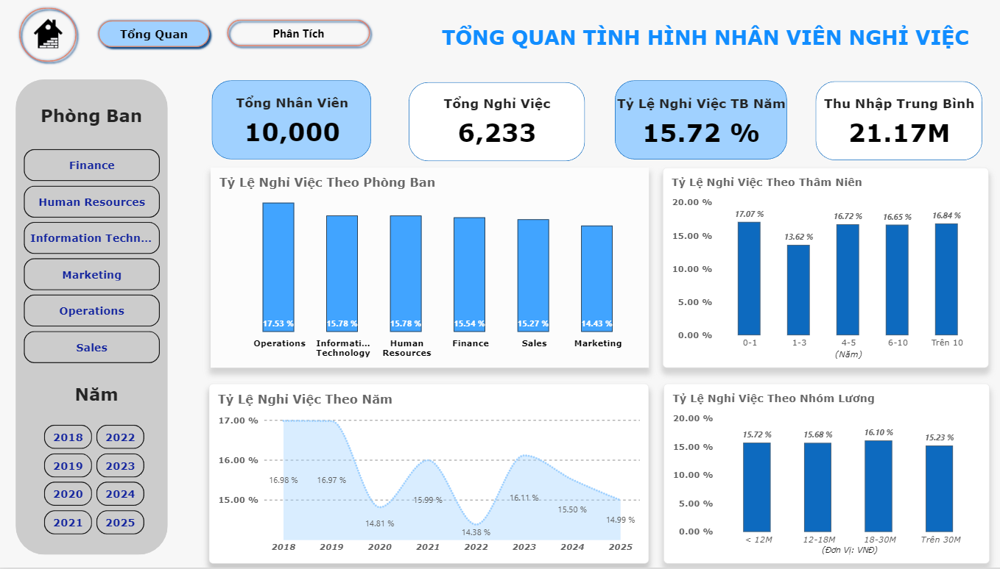 Tổng Quan
Phân Tích
TỔNG QUAN TÌNH HÌNH NHÂN VIÊN NGHỈ VIỆC
Phòng Ban
Finance
Human Resources
Information Techn...
Marketing
Operations
Sales
Năm
2018 2022
2019 2023
2020 2024
2021 2025
Tổng Nhân Viên
10,000
Tổng Nghỉ Việc
6,233
Tỷ Lệ Nghỉ Việc TB Năm
15.72 %
Thu Nhập Trung Bình
21.17M
Tỷ Lệ Nghỉ Việc Theo Phòng Ban
17.53 % 15.78 % 15.78 % 15.54 % 15.27 % 14.43 %
Operations Informati... Human Finance Sales Marketing
Technology Resources
Tỷ Lệ Nghỉ Việc Theo Thâm Niên
20.00 %
15.00 %
10.00 %
5.00 %
0.00 %
17.07 % 13.62 % 16.72 % 16.65 % 16.84 %
0-1 1-3 4-5 6-10 Trên 10
(Năm)
Tỷ Lệ Nghỉ Việc Theo Năm
17.00 %
16.00 %
15.00 %
16.98 % 16.97 % 14.81 % 15.99 % 14.38 % 16.11 % 15.50 % 14.99 %
2018 2019 2020 2021 2022 2023 2024 2025
Tỷ Lệ Nghỉ Việc Theo Nhóm Lương
20.00 %
15.00 %
10.00 %
5.00 %
0.00 %
15.72 % 15.68 % 16.10 % 15.23 %
< 12M 12-18M 18-30M Trên 30M
(Đơn Vị: VNĐ)